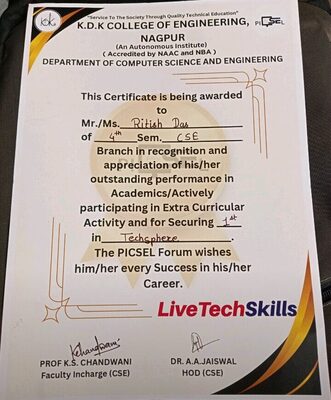 "Service To The Society Through Quality Technical Education"
K.D.K COLLEGE OF ENGINEERING,
NAGPUR
(An Autonomous Institute)
( Accredited by NAAC and NBA )
DEPARTMENT OF COMPUTER SCIENCE AND ENGINEERING
This Certificate is being awarded
to
Mr./Ms. Ritish Das
of 4th Sem. CSE
Branch in recognition and
appreciation of his/her
outstanding performance in
Academics/Actively
participating in Extra Curricular
Activity and for Securing 1st
in Techsphere.
The PICSEL Forum wishes
him/her every Success in his/her
Career.
LiveTechSkills
KChandwani
PROF K.S. CHANDWANI
Faculty Incharge (CSE)
DR. A.A.JAISWAL
HOD (CSE)